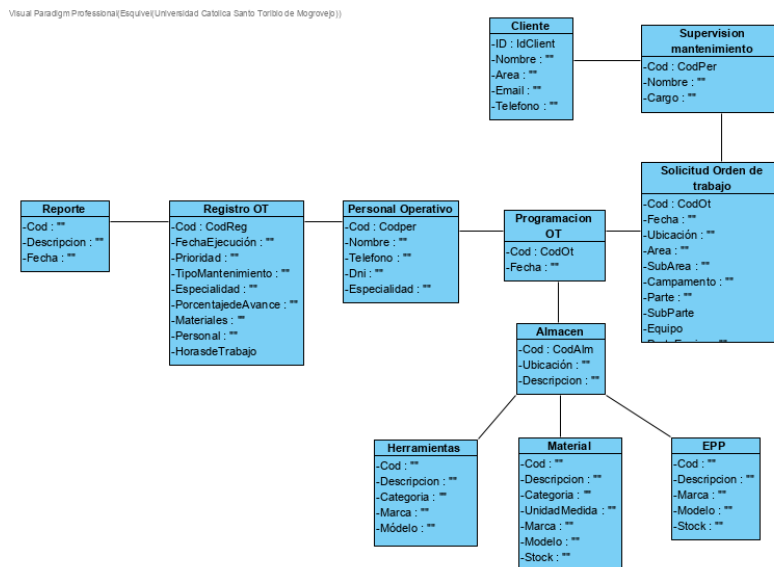 Visual Paradigm Professional(Esquivel(Universidad Catolica Santo Toribio de Mogrovejo))
Cliente
-ID : IdClient
-Nombre : ""
-Area : ""
-Email : ""
-Telefono : ""
Supervision
mantenimiento
-Cod : CodPer
-Nombre : ""
-Cargo : ""
Solicitud Orden de
trabajo
-Cod : CodOt
-Fecha : ""
-Ubicación : ""
-Area : ""
-SubArea : ""
-Campamento : ""
-Parte : ""
-SubParte
-Equipo
Reporte
-Cod : ""
-Descripcion : ""
-Fecha : ""
Registro OT
-Cod : CodReg
-FechaEjecución : ""
-Prioridad : ""
-TipoMantenimiento : ""
-Especialidad : ""
-PorcentajedeAvance : ""
-Materiales : ""
-Personal : ""
-HorasdeTrabajo
Personal Operativo
-Cod : Codper
-Nombre : ""
-Telefono : ""
-Dni : ""
-Especialidad : ""
Programacion
OT
-Cod : CodOt
-Fecha : ""
Almacen
-Cod : CodAlm
-Ubicación : ""
-Descripcion : ""
Herramientas
-Cod : ""
-Descripcion : ""
-Categoria : ""
-Marca : ""
-Módelo : ""
Material
-Cod : ""
-Descripcion : ""
-Categoria : ""
-UnidadMedida : ""
-Marca : ""
-Modelo : ""
-Stock : ""
EPP
-Cod : ""
-Descripcion : ""
-Marca : ""
-Modelo : ""
-Stock : ""